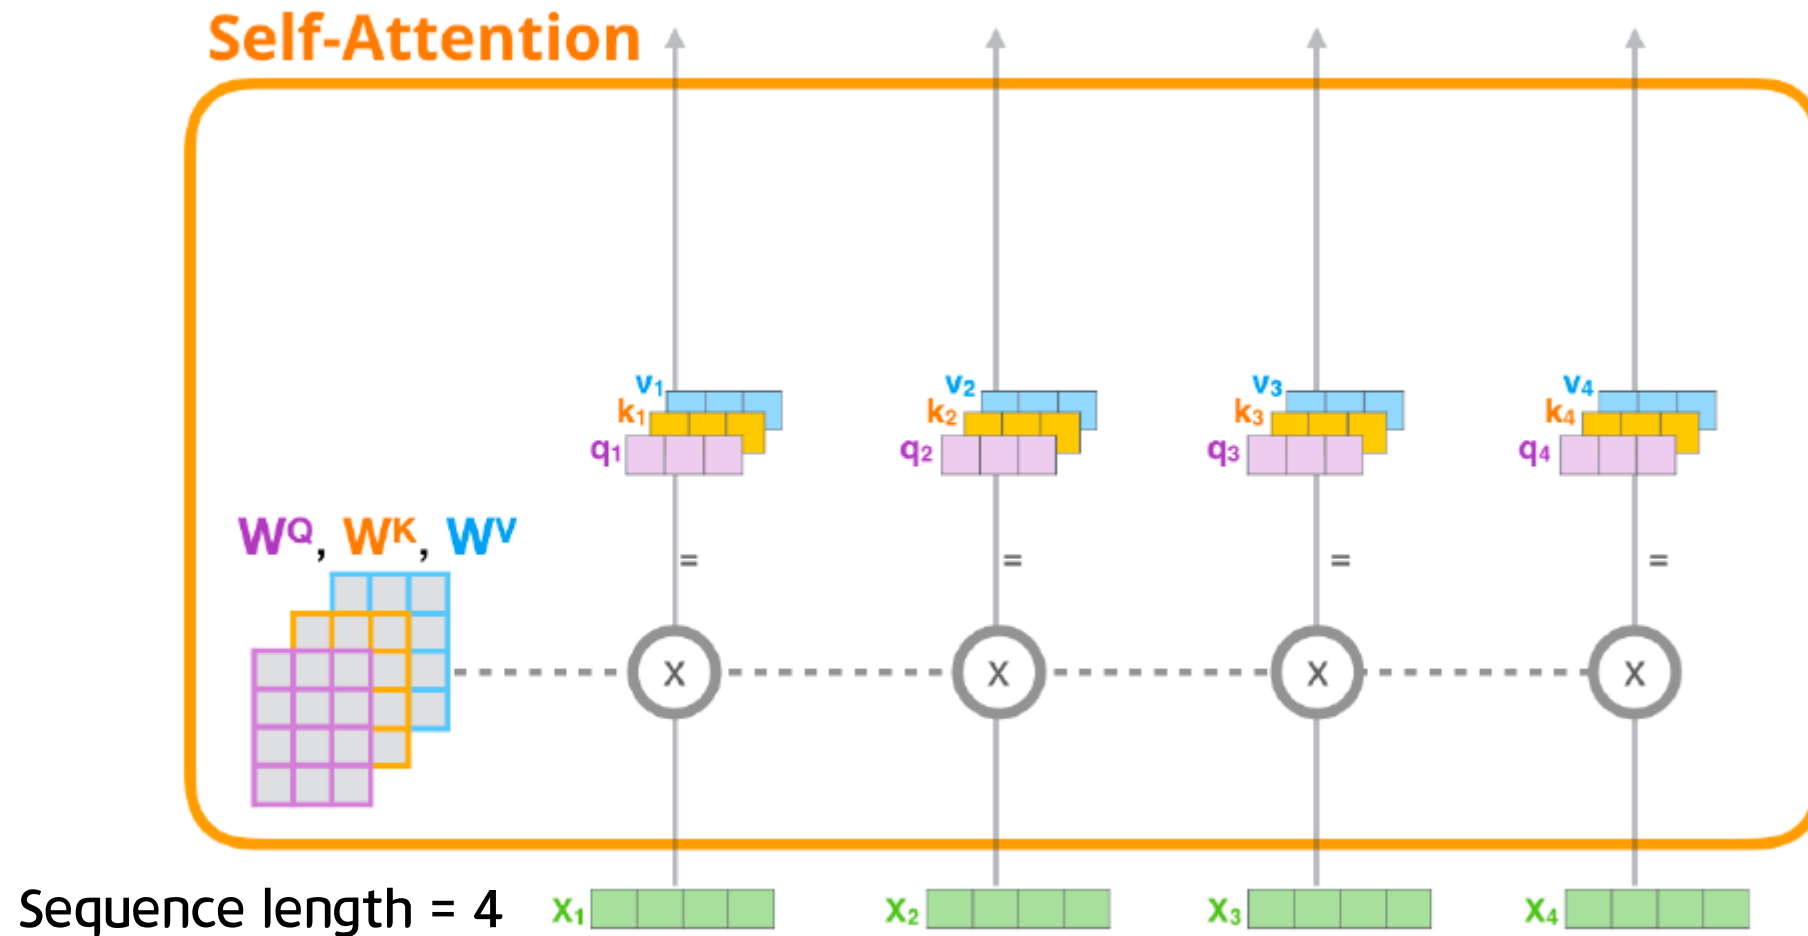 Self-Attention
v1 v2 v3 v4
k1 k2 k3 k4
q1 q2 q3 q4
WQ, WK, WV
= = = =
X X X X
Sequence length = 4 X1 X2 X3 X4